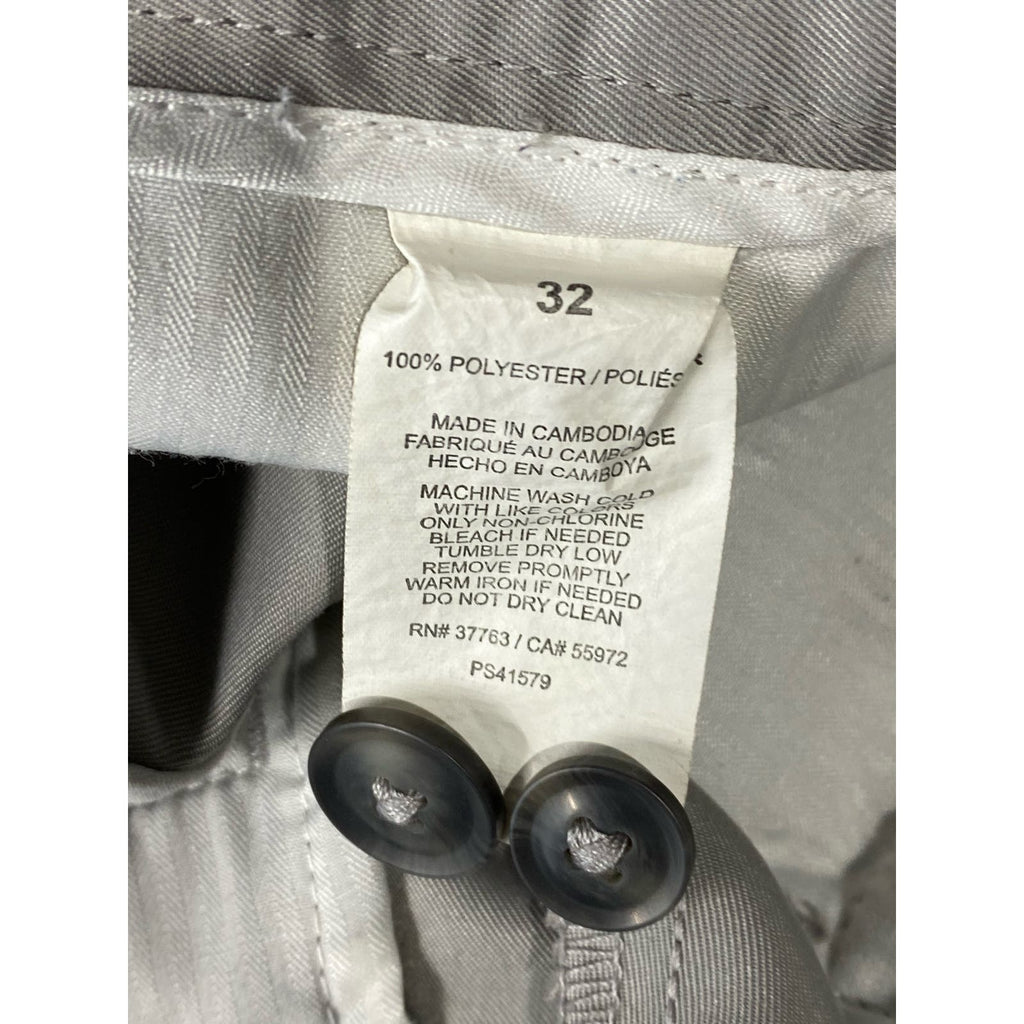 32
100% POLYESTER / POLIÉS
MADE IN CAMBODIA
FABRIQUÉ AU CAMBODGE
HECHO EN CAMBOYA
MACHINE WASH COLD
WITH LIKE COLORS
ONLY NON-CHLORINE
BLEACH IF NEEDED
TUMBLE DRY LOW
REMOVE PROMPTLY
WARM IRON IF NEEDED
DO NOT DRY CLEAN
RN# 37763 / CA# 55972
PS41579